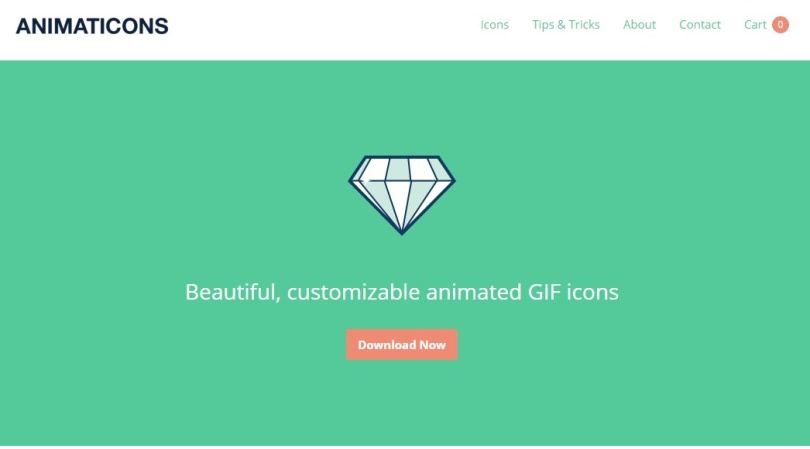 ANIMATICONS
Icons Tips & Tricks About Contact Cart 0
Beautiful, customizable animated GIF icons
Download Now